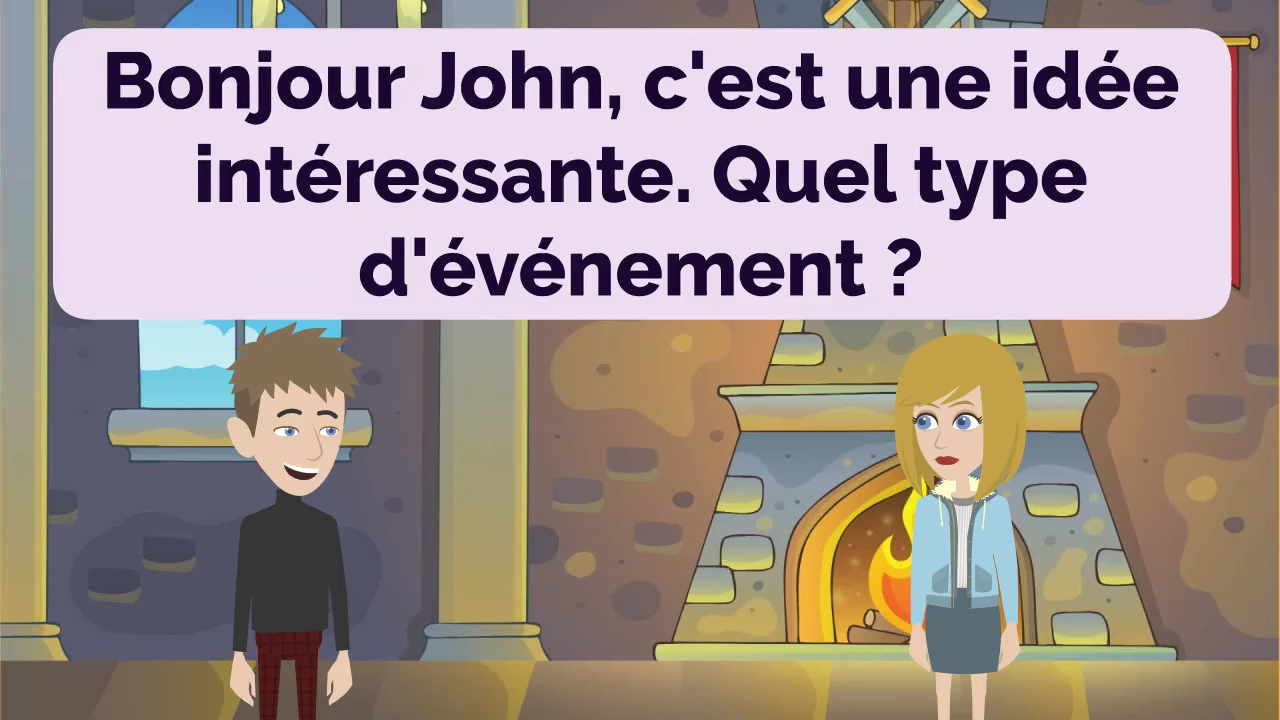 Bonjour John, c'est une idée
intéressante. Quel type
d'événement ?